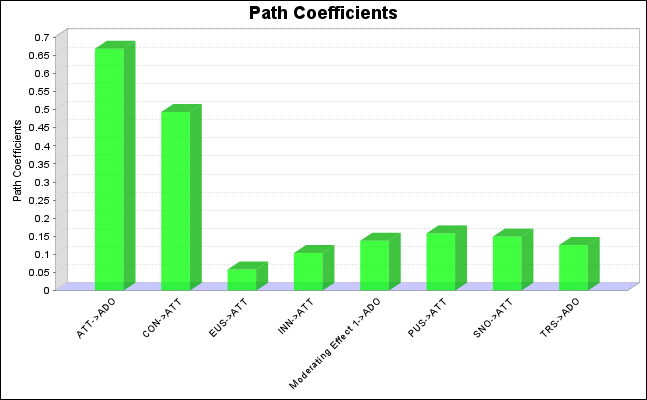 Path Coefficients
0.7
0.65
0.6
0.55
0.5
0.45
0.4
0.35
0.3
0.25
0.2
0.15
0.1
0.05
0
Path Coefficients
ATT->ADO
CON->ATT
EUS->ATT
INN->ATT
Moderating Effect 1->ADO
PUS->ATT
SNO->ATT
TRS->ADO